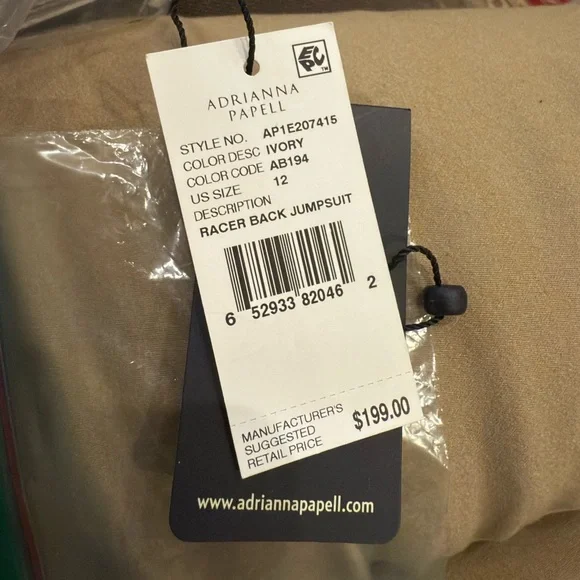 EPC™
ADRIANNA
PAPELL
STYLE NO. AP1E207415
COLOR DESC IVORY
COLOR CODE AB194
US SIZE 12
DESCRIPTION
RACER BACK JUMPSUIT
6 52933 82046 2
MANUFACTURER'S
SUGGESTED $199.00
RETAIL PRICE
www.adriannapapell.com